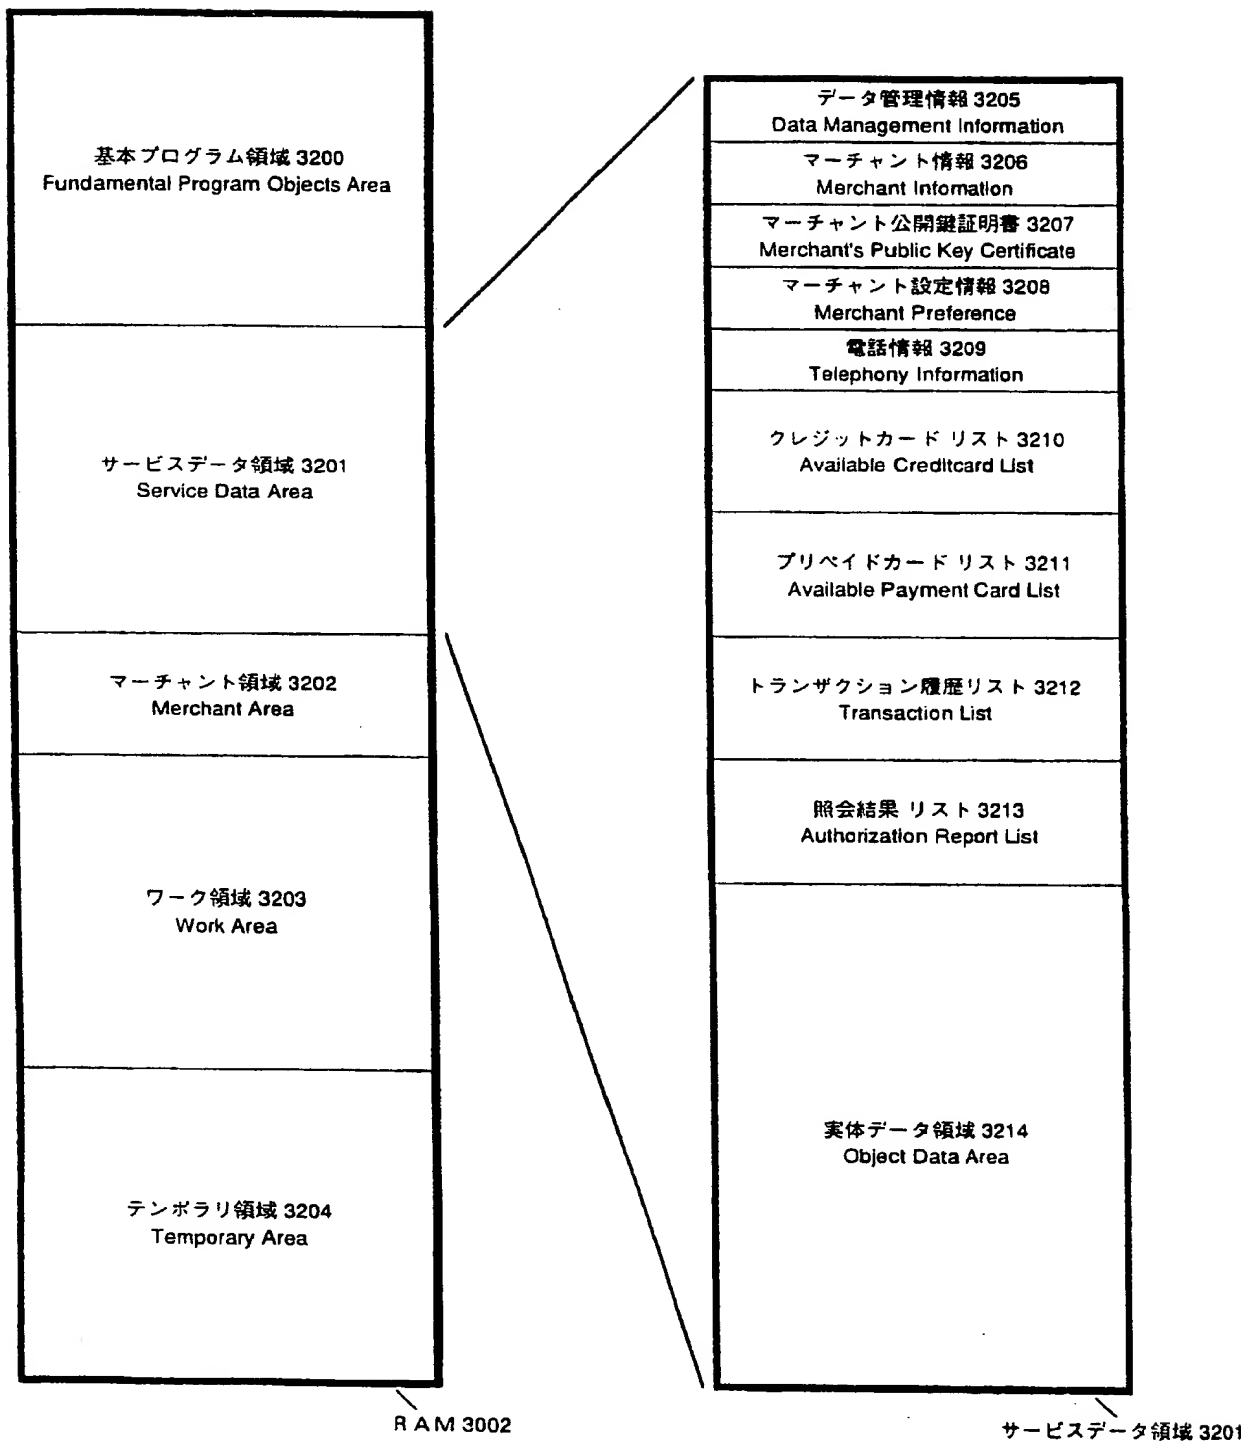 基本プログラム領域 3200
Fundamental Program Objects Area
サービスデータ領域 3201
Service Data Area
マーチャント領域 3202
Merchant Area
ワーク領域 3203
Work Area
テンポラリ領域 3204
Temporary Area
RAM 3002
データ管理情報 3205
Data Management Information
マーチャント情報 3206
Merchant Infomation
マーチャント公開鍵証明書 3207
Merchant's Public Key Certificate
マーチャント設定情報 3208
Merchant Preference
電話情報 3209
Telephony Information
クレジットカード リスト 3210
Available Creditcard List
プリペイドカード リスト 3211
Available Payment Card List
トランザクション履歴リスト 3212
Transaction List
照会結果 リスト 3213
Authorization Report List
実体データ領域 3214
Object Data Area
サービスデータ領域 3201